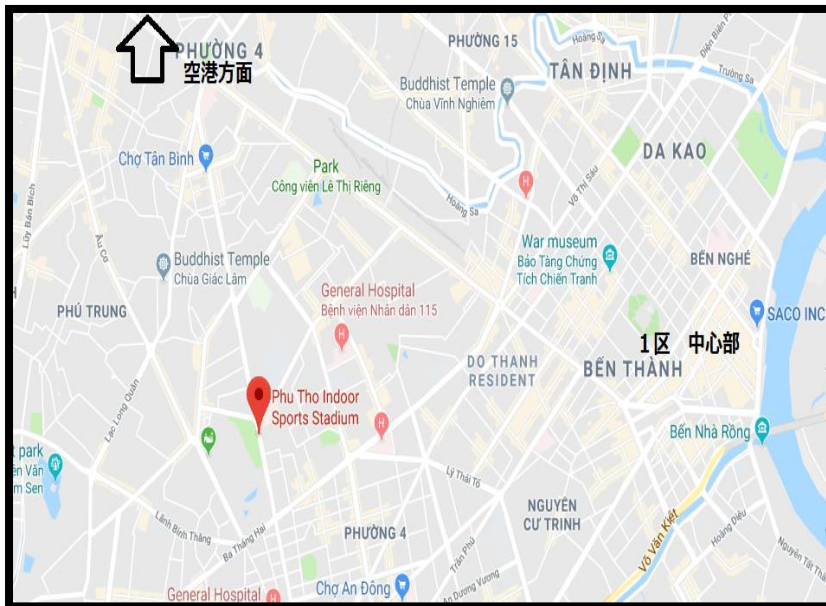 PHƯỜNG 4
空港方面
PHƯỜNG 15
Hoàng Sa
Điện Biên Ph
TÂN ĐỊNH
Trường Sa
Buddhist Temple
Chùa Vĩnh Nghiêm
DA KAO
Chợ Tân Bình
Park
Công viên Lê Thị Riêng
Hoàng Sa
Võ Thị Sáu
Lũy Bán Bích
Âu Cơ
War museum
Bảo Tàng Chứng
Tích Chiến Tranh
BẾN NGHÉ
Buddhist Temple
Chùa Giác Lâm
PHÚ TRUNG
General Hospital
Bệnh viện Nhân dân 115
SACO INC
1区 中心部
DO THANH
RESIDENT
BẾN THÀNH
Phu Tho Indoor
Sports Stadium
Lạc Long Quân
Bến Nhà Rồng
t park
ên Văn
m Sen
Lý Thái Tổ
NGUYỄN
CƯ TRINH
Lãnh Binh Thăng
Ba Tháng Hai
PHƯỜNG 4
Trần Phú
Võ Văn Kiệt
Hoàng Diệu
Nguyễn Tất Thà
General Hospital
Chợ An Đông
An Dương Vương